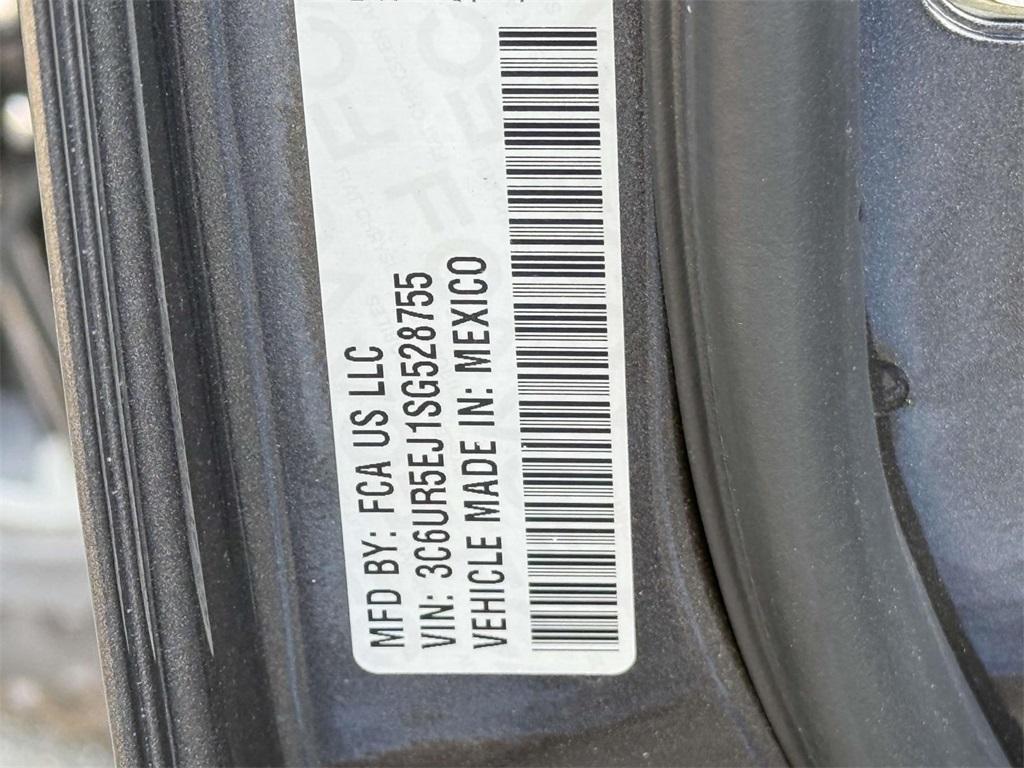 MFD BY: FCA US LLC
VIN: 3C6UR5EJ1SG528755
VEHICLE MADE IN: MEXICO